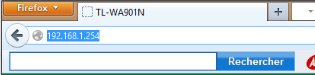 Firefox
TL-WA901N
192.168.1.254
Rechercher